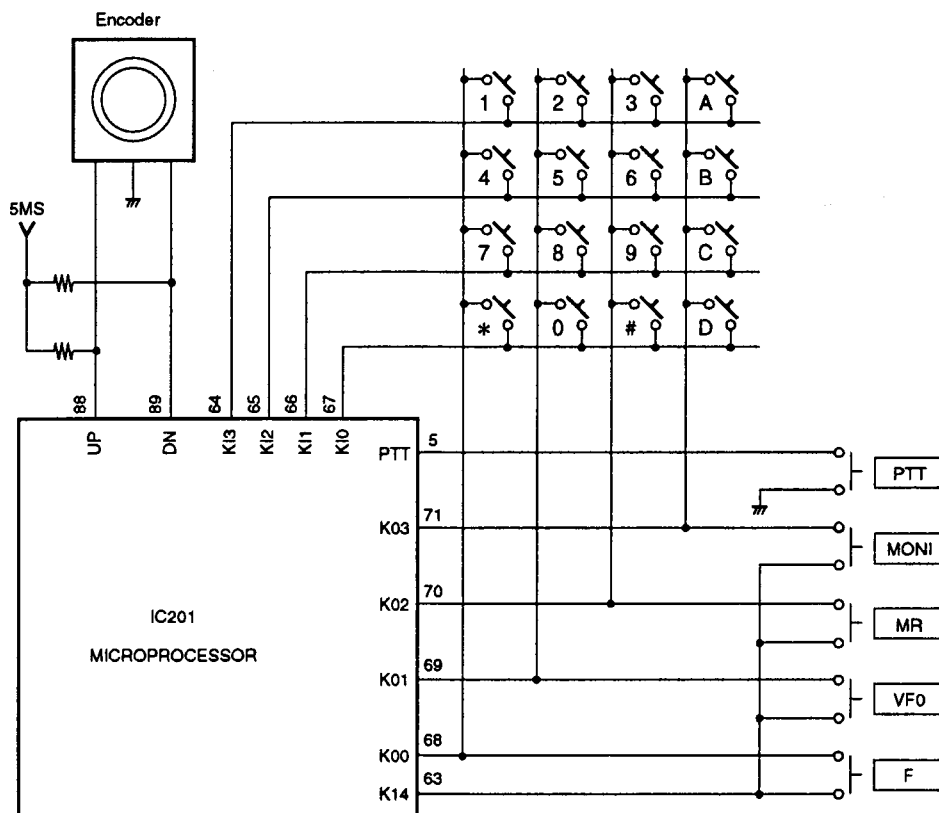 Encoder
1 2 3 A
4 5 6 B
5MS
7 8 9 C
* 0 # D
88 89 64 65 66 67
UP DN KI3 KI2 KI1 KI0
PTT 5 PTT
K03 71 MONI
K02 70 MR
IC201
MICROPROCESSOR
K01 69 VF0
K00 68 F
K14 63